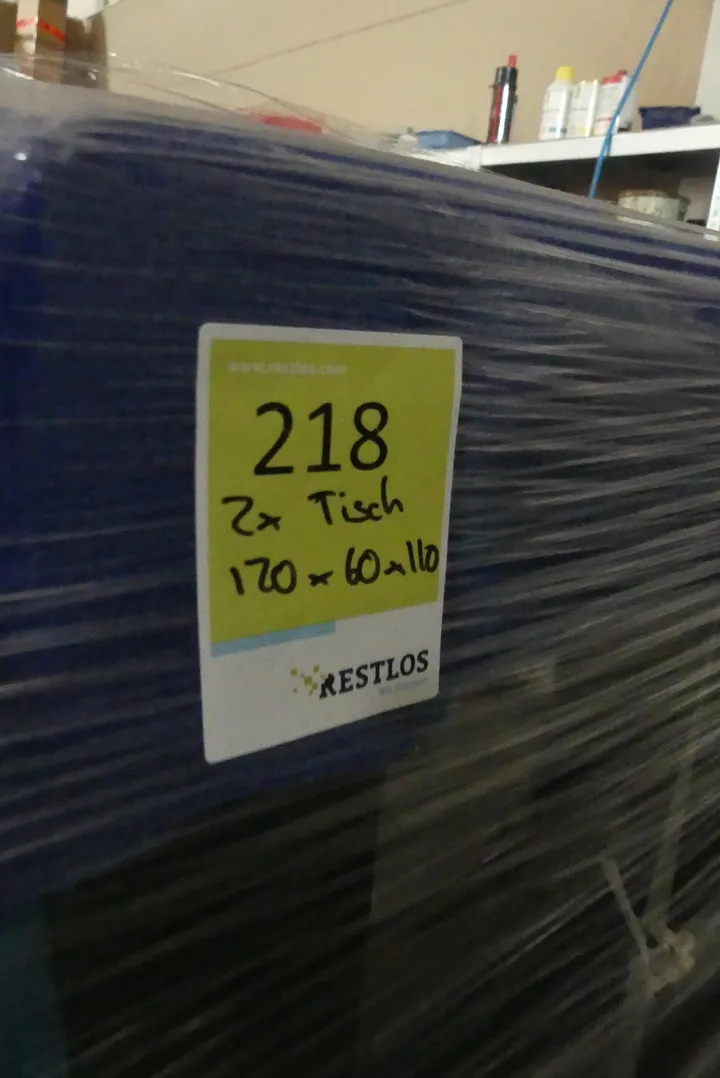 www.restlos.com
218
2x Tisch
120 x 60 x 110
RESTLOS